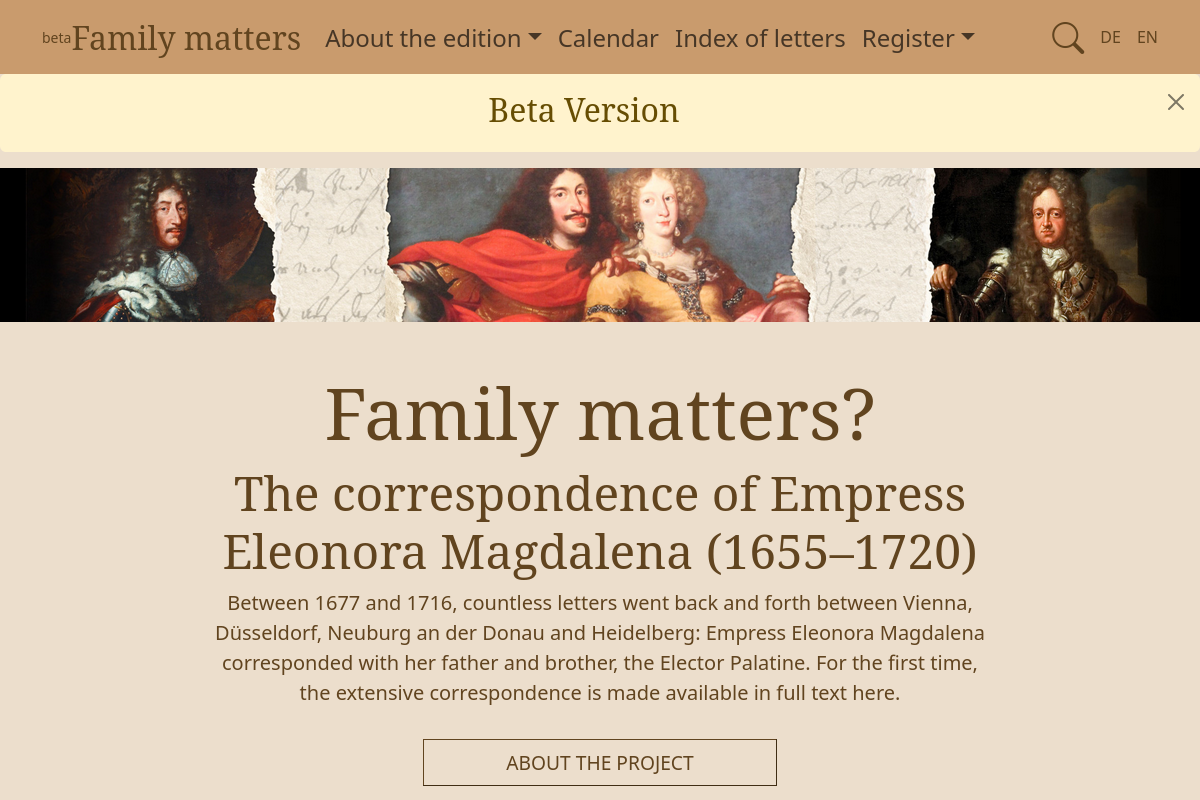 betaFamily matters About the edition Calendar Index of letters Register DE EN
Beta Version
Family matters?
The correspondence of Empress
Eleonora Magdalena (1655–1720)
Between 1677 and 1716, countless letters went back and forth between Vienna,
Düsseldorf, Neuburg an der Donau and Heidelberg: Empress Eleonora Magdalena
corresponded with her father and brother, the Elector Palatine. For the first time,
the extensive correspondence is made available in full text here.
ABOUT THE PROJECT